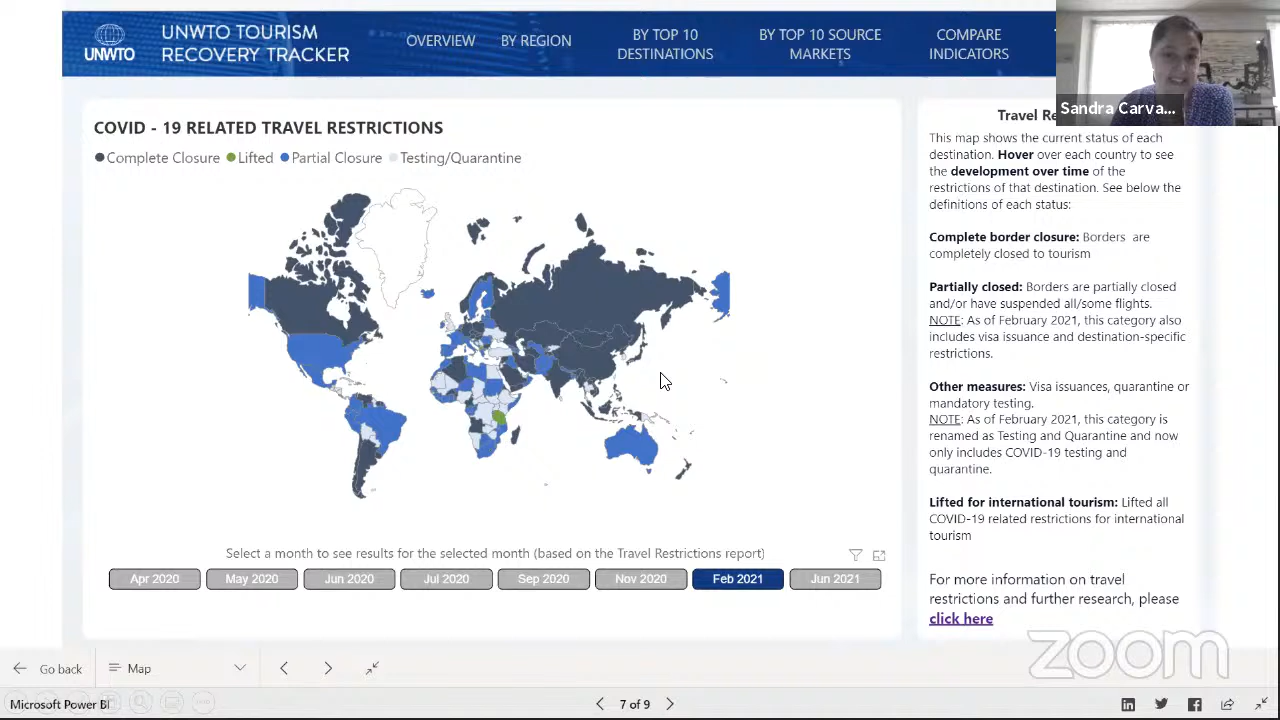 UNWTO
UNWTO TOURISM
RECOVERY TRACKER
OVERVIEW
BY REGION
BY TOP 10
DESTINATIONS
BY TOP 10 SOURCE
MARKETS
COMPARE
INDICATORS
Sandra Carva...
COVID - 19 RELATED TRAVEL RESTRICTIONS
Complete Closure Lifted Partial Closure Testing/Quarantine
Select a month to see results for the selected month (based on the Travel Restrictions report)
Apr 2020 May 2020 Jun 2020 Jul 2020 Sep 2020 Nov 2020 Feb 2021 Jun 2021
Travel
This map shows the current status of each
destination. Hover over each country to see
the development over time of the
restrictions of that destination. See below the
definitions of each status:
Complete border closure: Borders are
completely closed to tourism
Partially closed: Borders are partially closed
and/or have suspended all/some flights.
NOTE: As of February 2021, this category also
includes visa issuance and destination-specific
restrictions.
Other measures: Visa issuances, quarantine or
mandatory testing.
NOTE: As of February 2021, this category is
renamed as Testing and Quarantine and now
only includes COVID-19 testing and
quarantine.
Lifted for international tourism: Lifted all
COVID-19 related restrictions for international
tourism
For more information on travel
restrictions and further research, please
click here
zoom
Go back Map
Microsoft Power BI
7 of 9